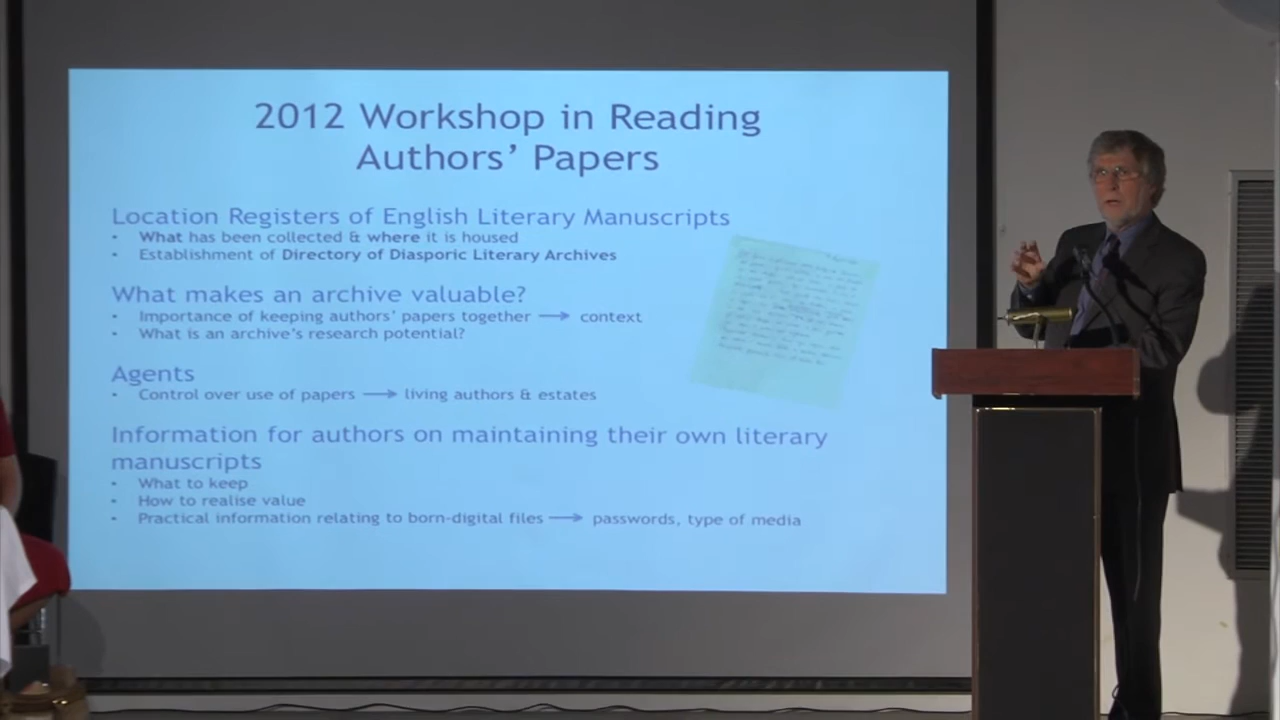 2012 Workshop in Reading
Authors’ Papers
Location Registers of English Literary Manuscripts
• What has been collected & where it is housed
• Establishment of Directory of Diasporic Literary Archives
What makes an archive valuable?
• Importance of keeping authors’ papers together → context
• What is an archive’s research potential?
Agents
• Control over use of papers → living authors & estates
Information for authors on maintaining their own literary
manuscripts
• What to keep
• How to realise value
• Practical information relating to born-digital files → passwords, type of media